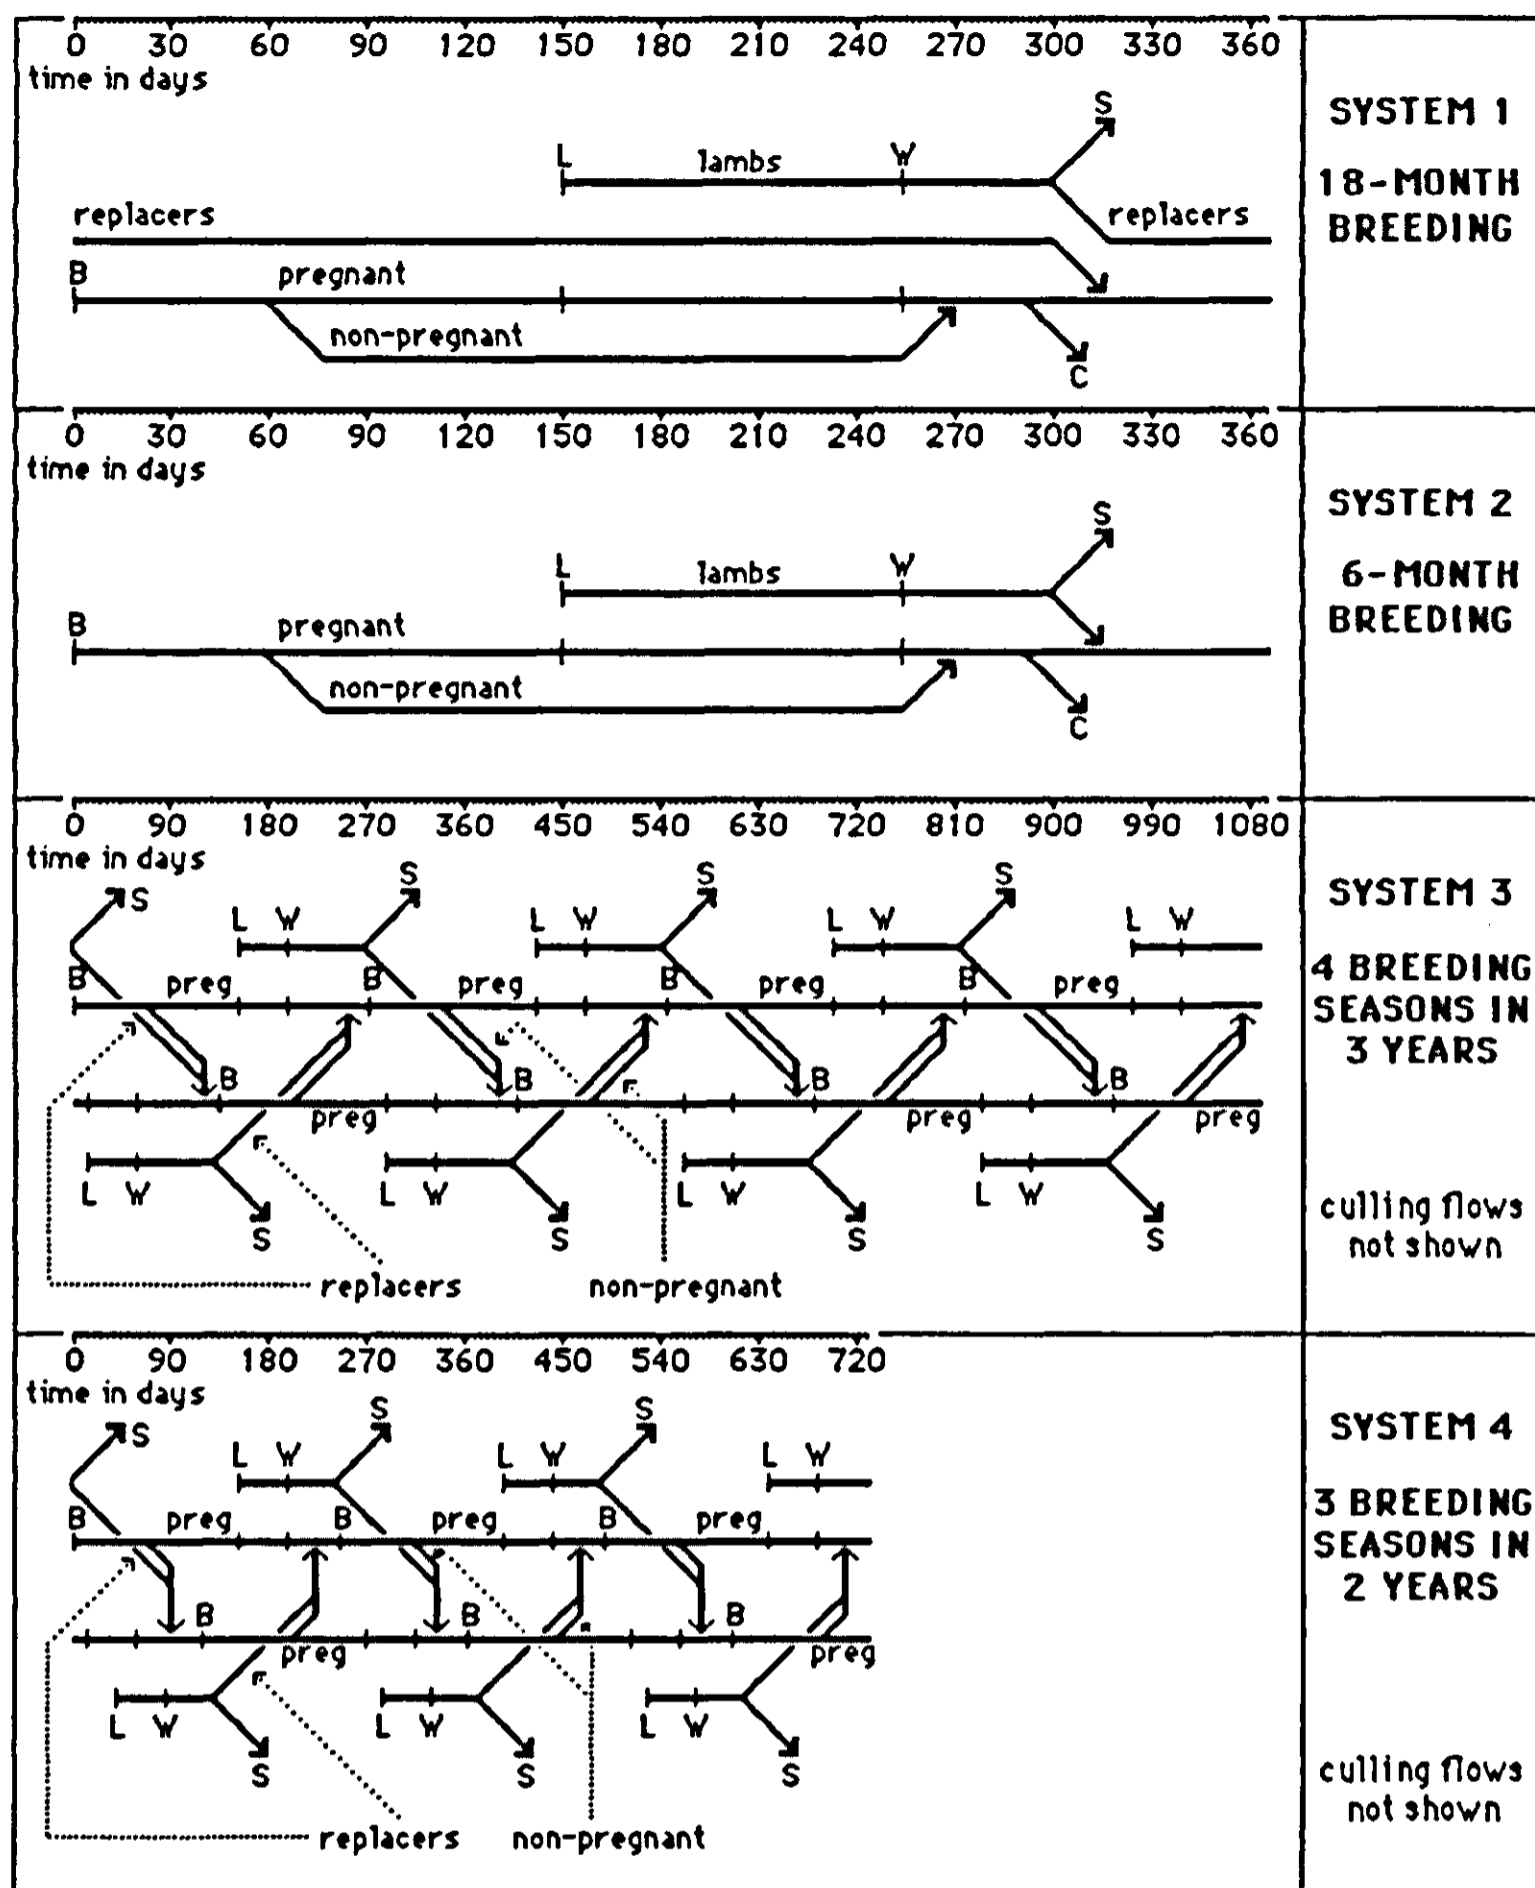 0 30 60 90 120 150 180 210 240 270 300 330 360
time in days
SYSTEM 1
18-MONTH
BREEDING
S
L lambs W
replacers replacers
B pregnant
non-pregnant
C
0 30 60 90 120 150 180 210 240 270 300 330 360
time in days
SYSTEM 2
6-MONTH
BREEDING
S
L lambs W
B pregnant
non-pregnant
C
0 90 180 270 360 450 540 630 720 810 900 990 1080
time in days
SYSTEM 3
4 BREEDING
SEASONS IN
3 YEARS
S S S S
L W L W L W L W
B preg B preg B preg B preg
B B B B
preg preg preg preg
L W L W L W L W
S S S S
culling flows
not shown
replacers non-pregnant
0 90 180 270 360 450 540 630 720
time in days
SYSTEM 4
3 BREEDING
SEASONS IN
2 YEARS
S S S
L W L W L W
B preg B preg B preg
B B B
preg preg preg
L W L W L W
S S S
culling flows
not shown
replacers non-pregnant